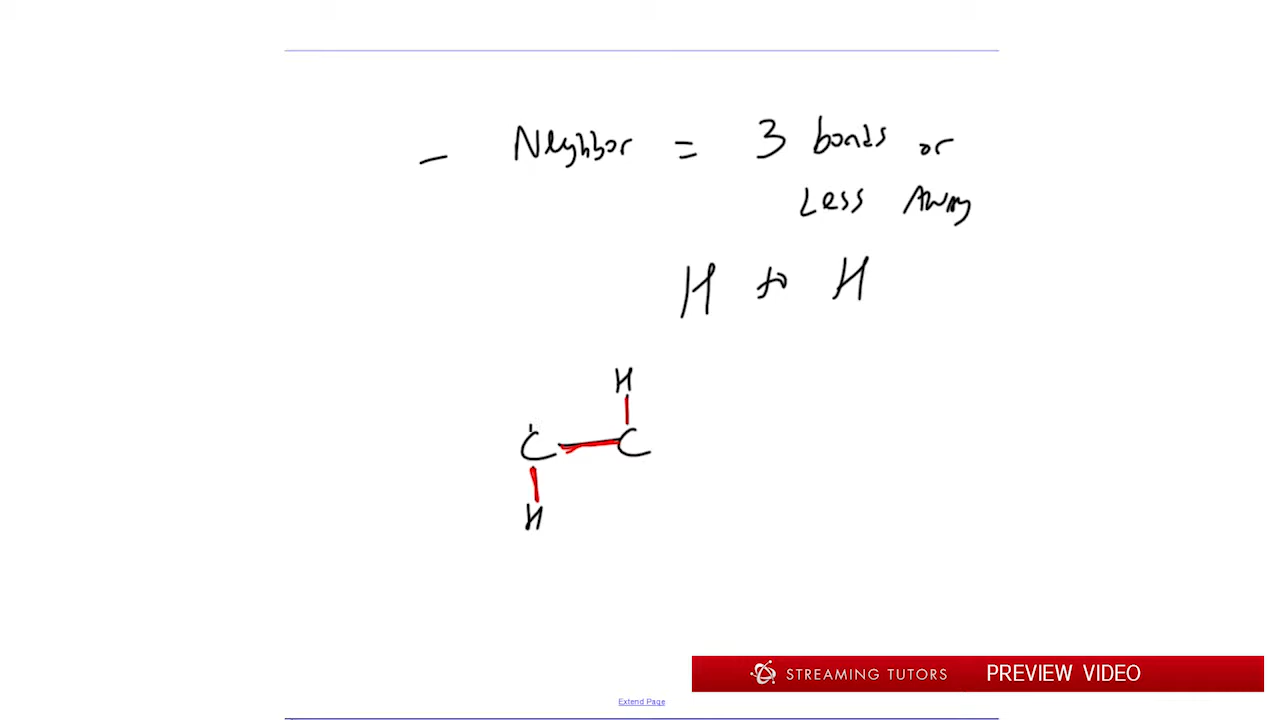 – Neighbor = 3 bonds or
Less Away
H to H
H
C C
H
STREAMING TUTORS PREVIEW VIDEO
Extend Page